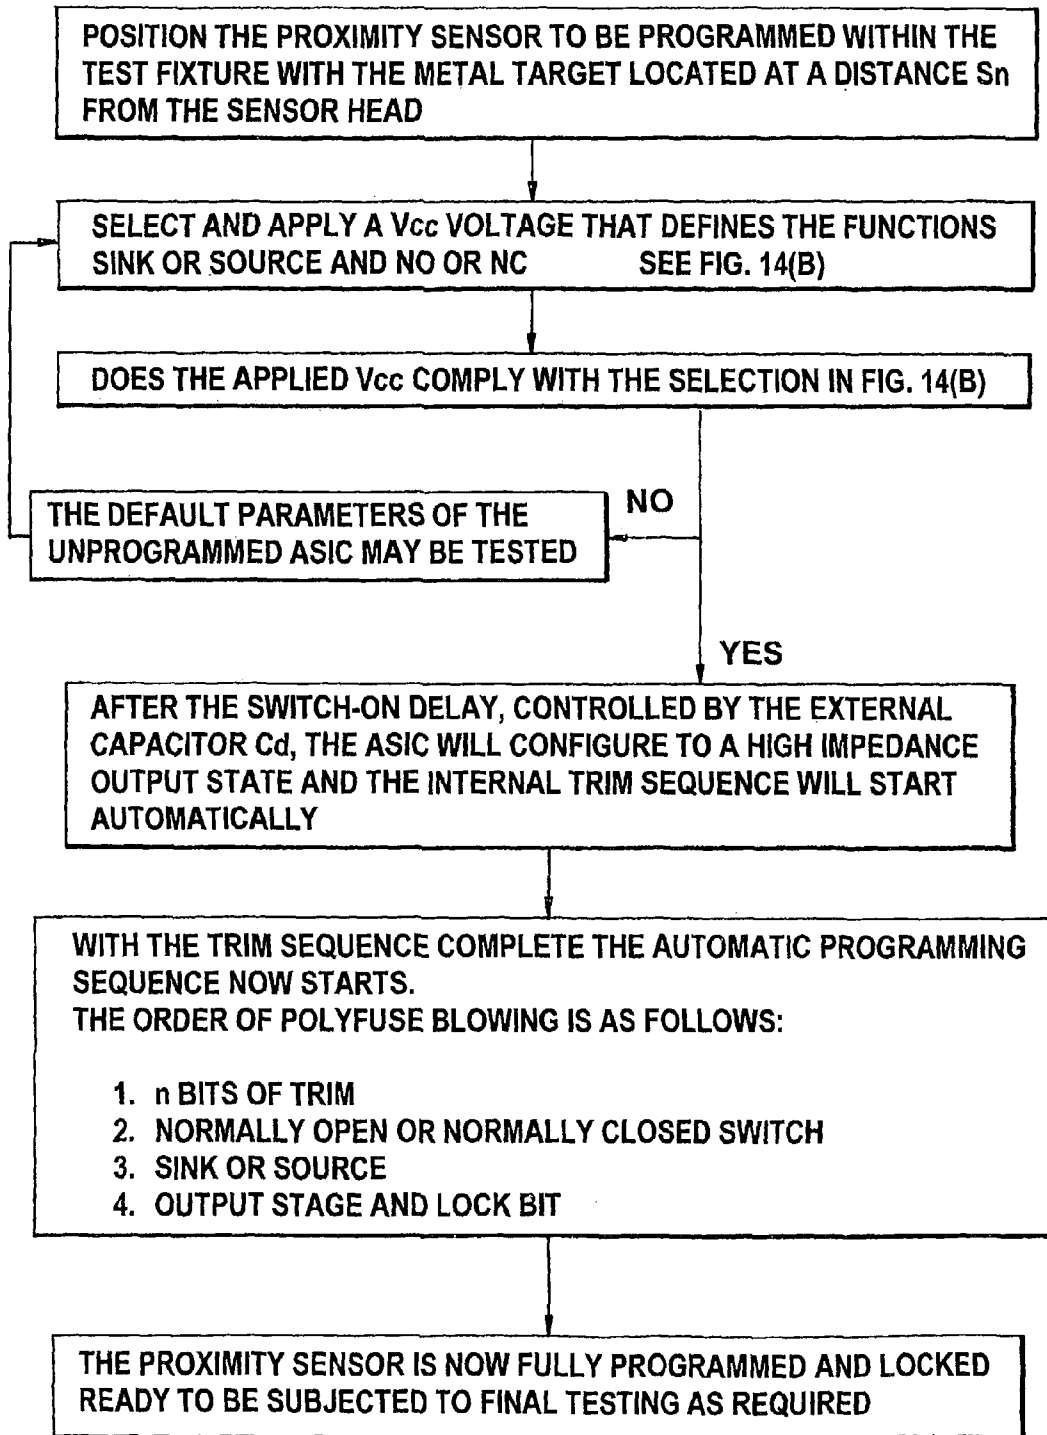 POSITION THE PROXIMITY SENSOR TO BE PROGRAMMED WITHIN THE
TEST FIXTURE WITH THE METAL TARGET LOCATED AT A DISTANCE Sn
FROM THE SENSOR HEAD
SELECT AND APPLY A Vcc VOLTAGE THAT DEFINES THE FUNCTIONS
SINK OR SOURCE AND NO OR NC SEE FIG. 14(B)
DOES THE APPLIED Vcc COMPLY WITH THE SELECTION IN FIG. 14(B)
NO
THE DEFAULT PARAMETERS OF THE
UNPROGRAMMED ASIC MAY BE TESTED
YES
AFTER THE SWITCH-ON DELAY, CONTROLLED BY THE EXTERNAL
CAPACITOR Cd, THE ASIC WILL CONFIGURE TO A HIGH IMPEDANCE
OUTPUT STATE AND THE INTERNAL TRIM SEQUENCE WILL START
AUTOMATICALLY
WITH THE TRIM SEQUENCE COMPLETE THE AUTOMATIC PROGRAMMING
SEQUENCE NOW STARTS.
THE ORDER OF POLYFUSE BLOWING IS AS FOLLOWS:
1. n BITS OF TRIM
2. NORMALLY OPEN OR NORMALLY CLOSED SWITCH
3. SINK OR SOURCE
4. OUTPUT STAGE AND LOCK BIT
THE PROXIMITY SENSOR IS NOW FULLY PROGRAMMED AND LOCKED
READY TO BE SUBJECTED TO FINAL TESTING AS REQUIRED